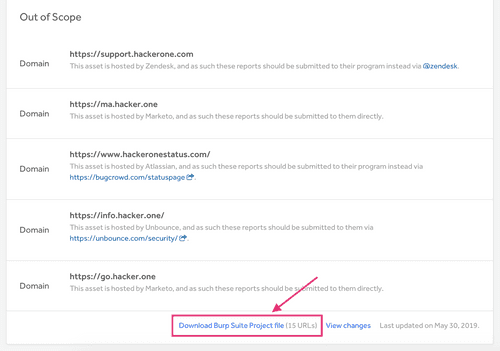 Out of Scope
Domain
https://support.hackerone.com
This asset is hosted by Zendesk, and as such these reports should be submitted to their program instead via @zendesk.
Domain
https://ma.hacker.one
This asset is hosted by Marketo, and as such these reports should be submitted to them directly.
Domain
https://www.hackeronestatus.com/
This asset is hosted by Atlassian, and as such these reports should be submitted to their program instead via
https://bugcrowd.com/statuspage.
Domain
https://info.hacker.one/
This asset is hosted by Unbounce, and as such these reports should be submitted to them via
https://unbounce.com/security/.
Domain
https://go.hacker.one
This asset is hosted by Marketo, and as such these reports should be submitted to them directly.
Download Burp Suite Project file (15 URLs) View changes Last updated on May 30, 2019.